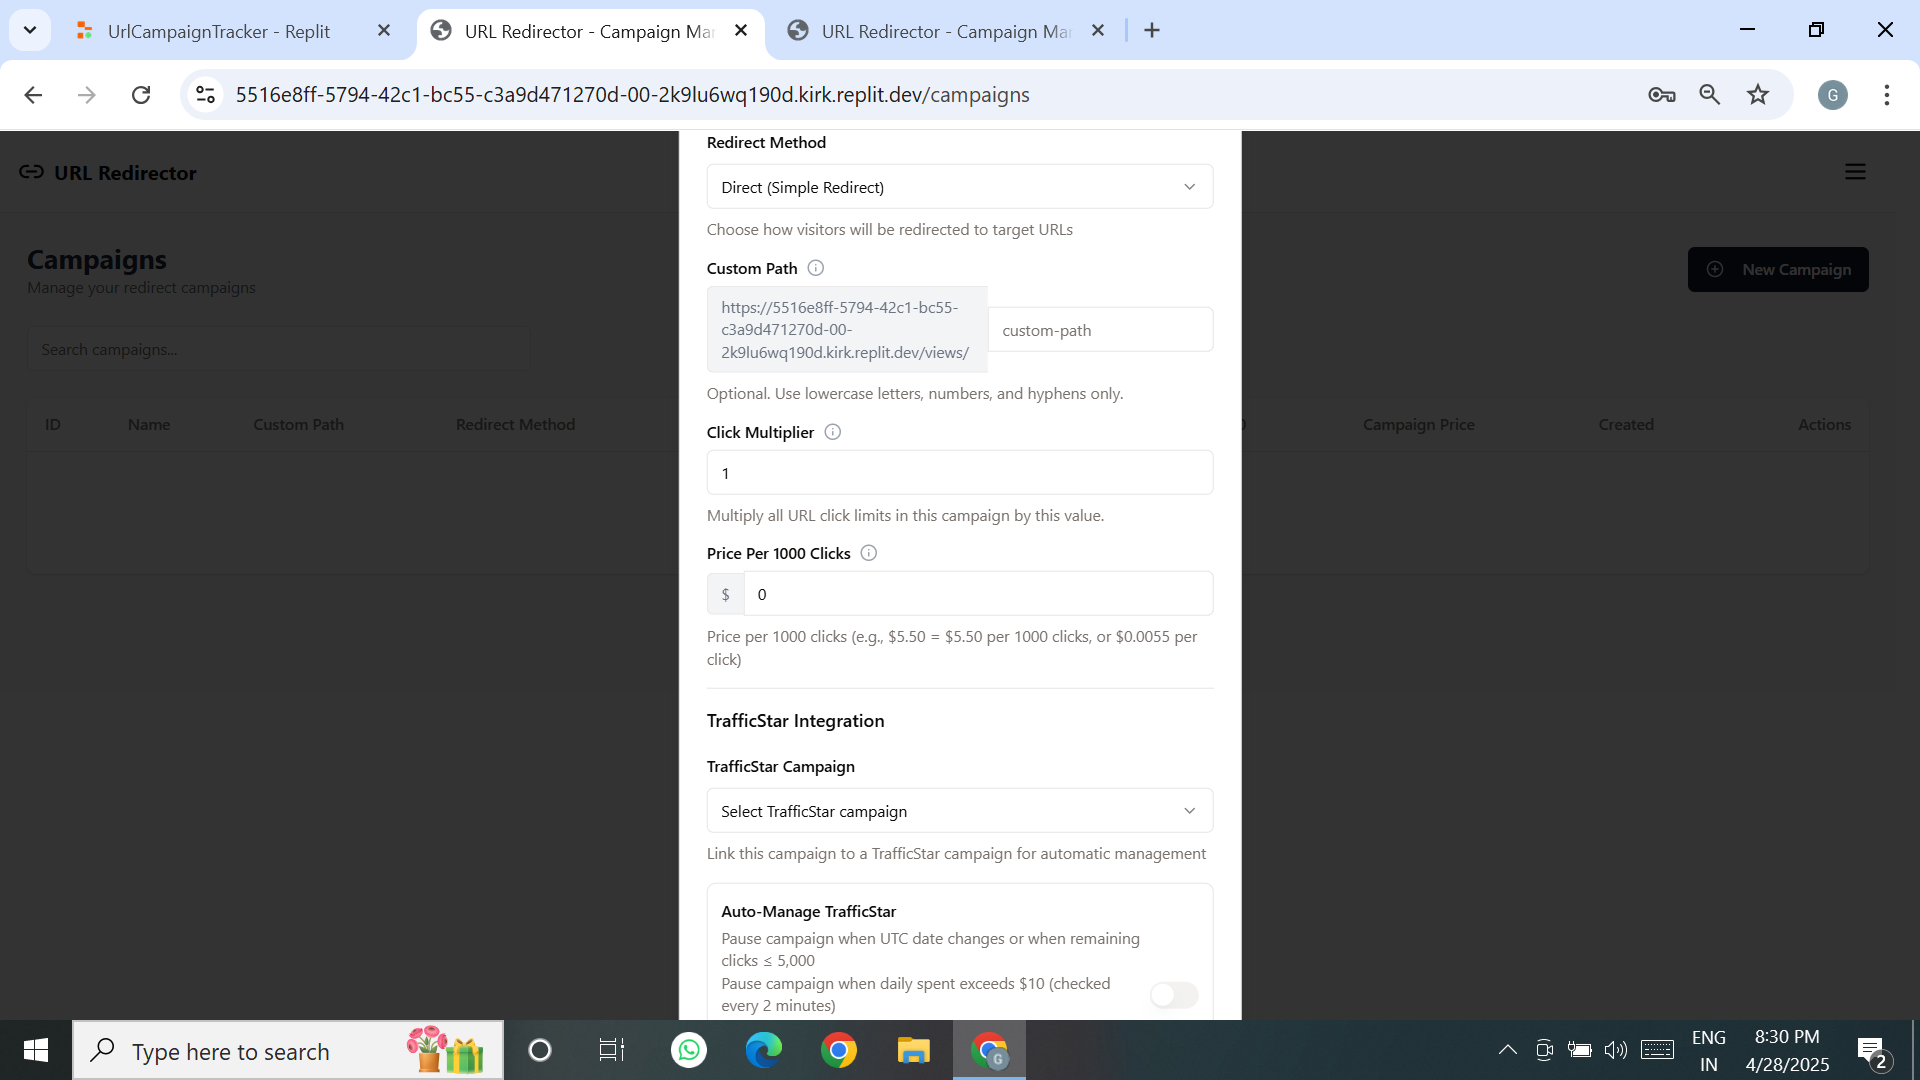 UrlCampaignTracker - Replit
URL Redirector - Campaign Mar
URL Redirector - Campaign Mar
5516e8ff-5794-42c1-bc55-c3a9d471270d-00-2k9lu6wq190d.kirk.replit.dev/campaigns
G
URL Redirector
Campaigns
Manage your redirect campaigns
New Campaign
Search campaigns...
ID Name Custom Path Redirect Method Campaign Price Created Actions
Redirect Method
Direct (Simple Redirect)
Choose how visitors will be redirected to target URLs
Custom Path
https://5516e8ff-5794-42c1-bc55-
c3a9d471270d-00-
2k9lu6wq190d.kirk.replit.dev/views/
custom-path
Optional. Use lowercase letters, numbers, and hyphens only.
Click Multiplier
1
Multiply all URL click limits in this campaign by this value.
Price Per 1000 Clicks
$ 0
Price per 1000 clicks (e.g., $5.50 = $5.50 per 1000 clicks, or $0.0055 per
click)
TrafficStar Integration
TrafficStar Campaign
Select TrafficStar campaign
Link this campaign to a TrafficStar campaign for automatic management
Auto-Manage TrafficStar
Pause campaign when UTC date changes or when remaining
clicks ≤ 5,000
Pause campaign when daily spent exceeds $10 (checked
every 2 minutes)
Type here to search
G
ENG
IN
8:30 PM
4/28/2025
2